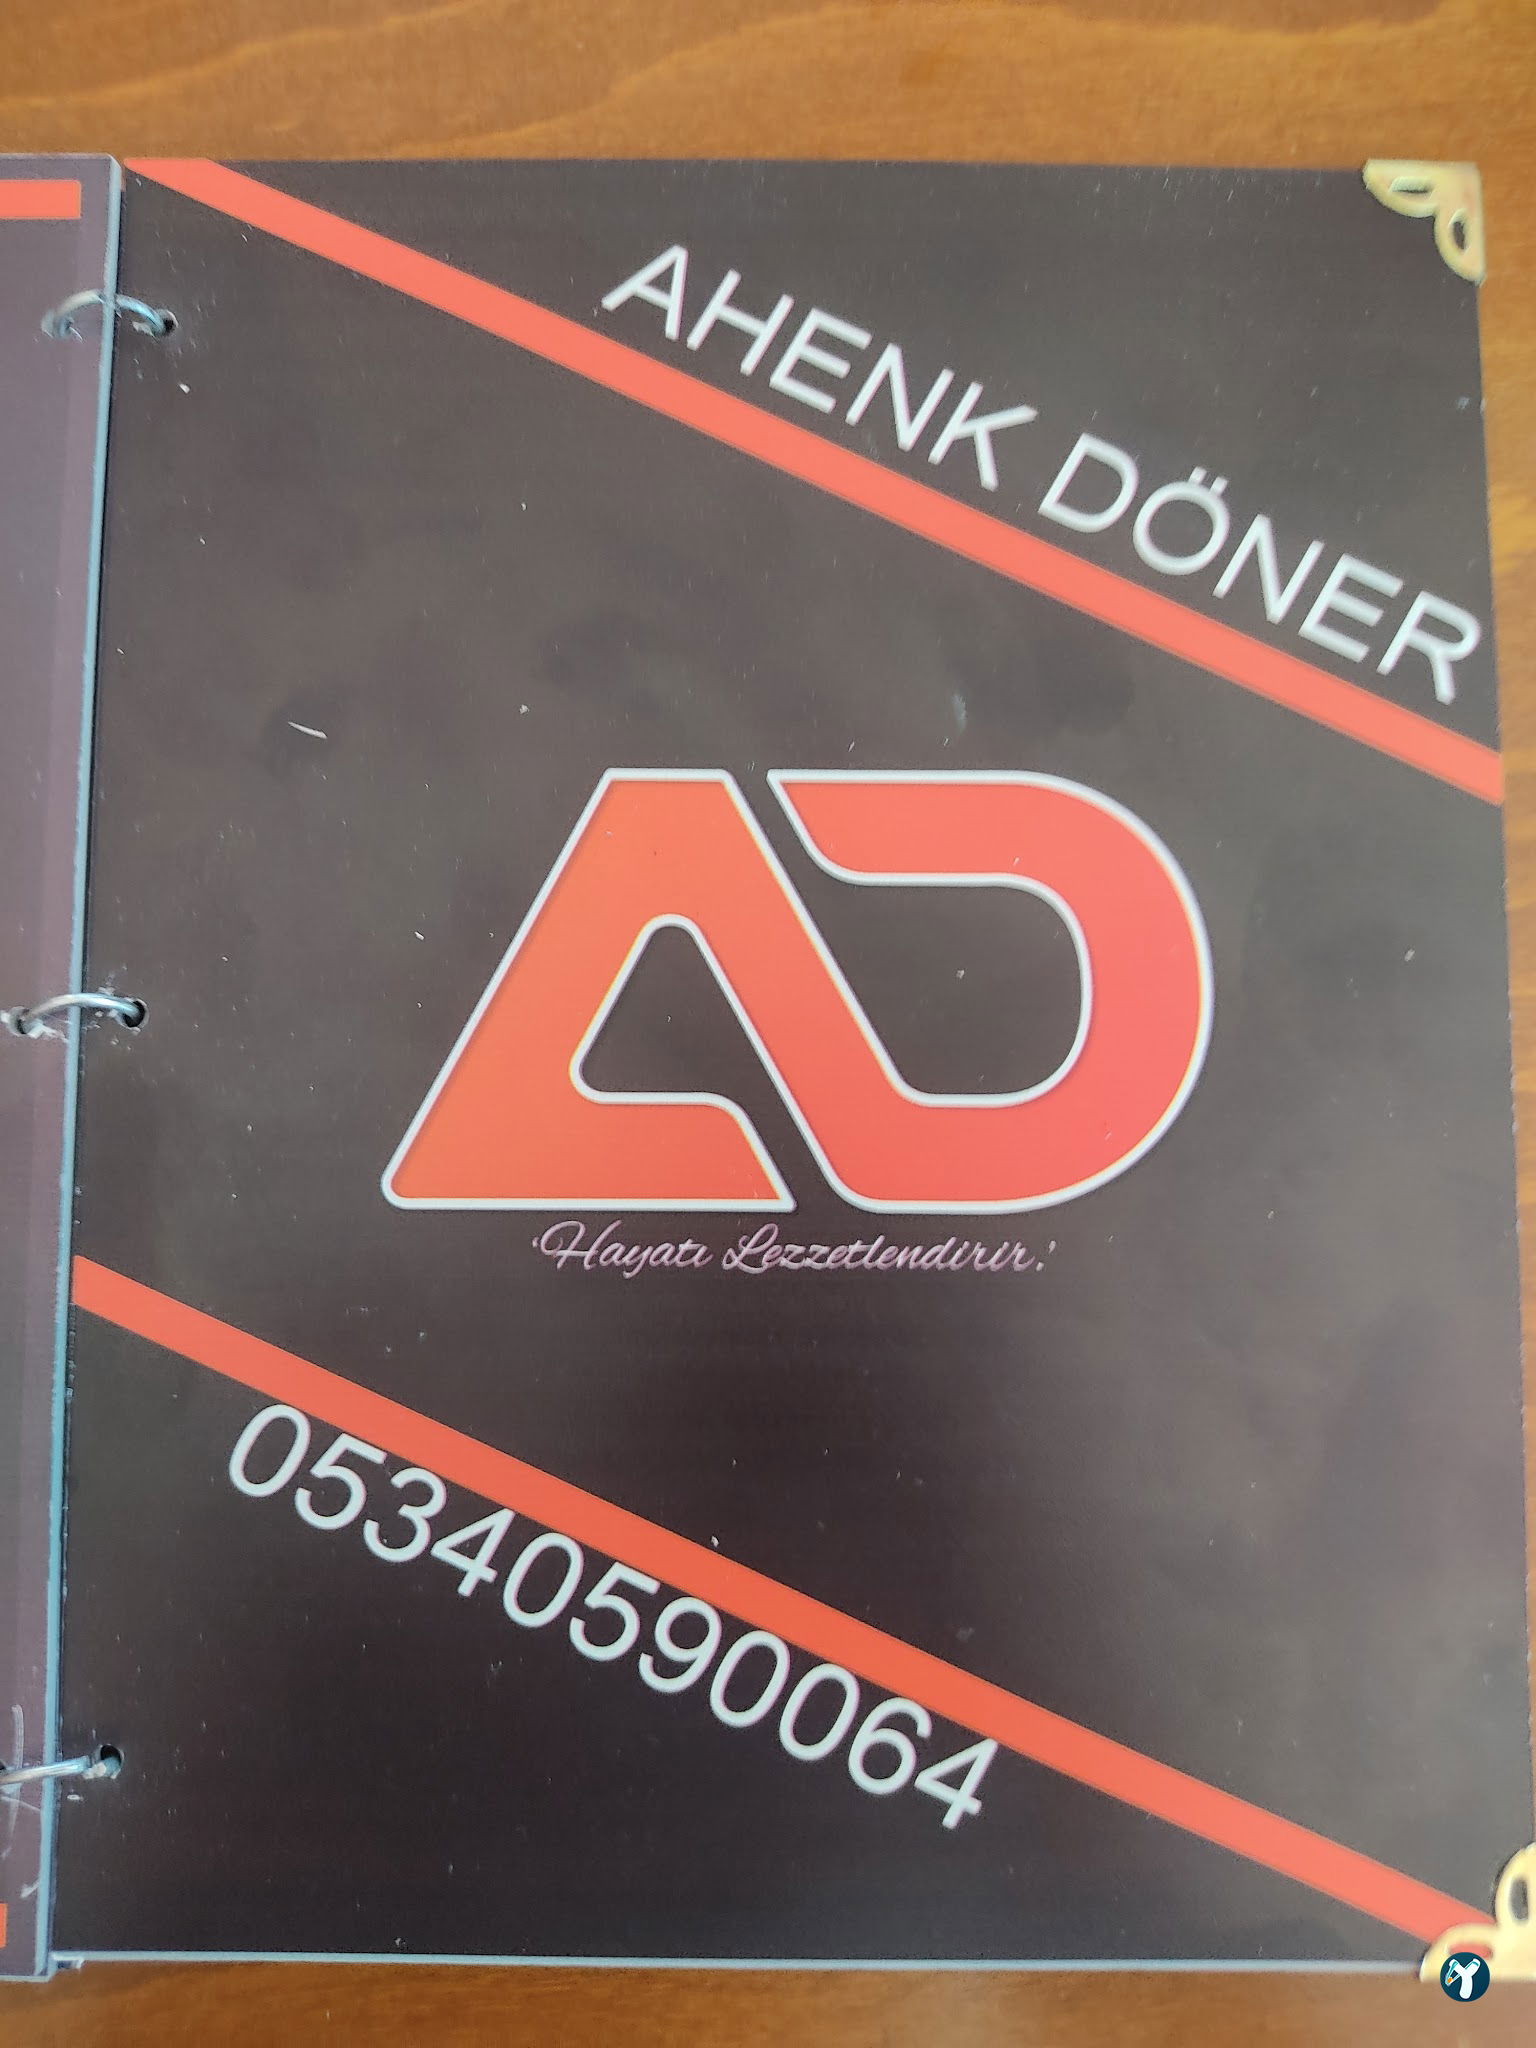 AHENK DÖNER
AD
'Hayatı Lezzetlendirir.'
05340590064